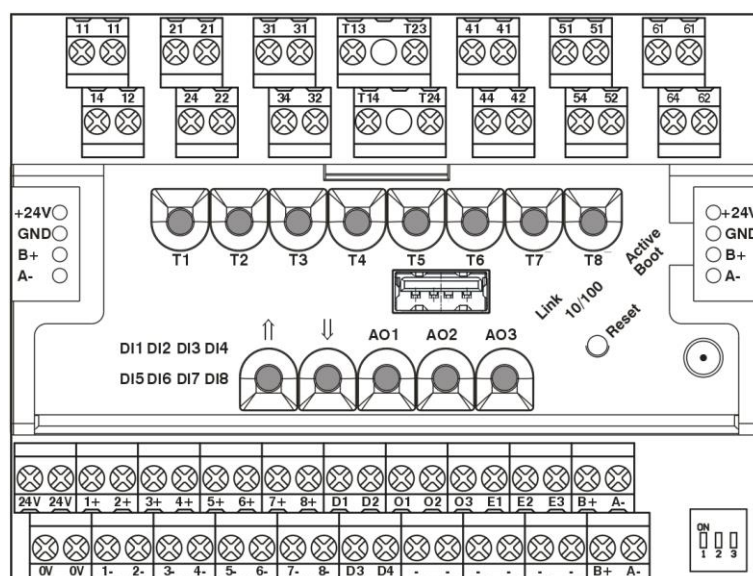 11 11 21 21 31 31 T13 T23 41 41 51 51 61 61
14 12 24 22 34 32 T14 T24 44 42 54 52 64 62
+24V +24V
GND GND
B+ B+
A- A-
T1 T2 T3 T4 T5 T6 T7 T8
Active
Boot
Link
10/100
Reset
⇑ ⇓ AO1 AO2 AO3
DI1 DI2 DI3 DI4
DI5 DI6 DI7 DI8
24V 24V 1+ 2+ 3+ 4+ 5+ 6+ 7+ 8+ D1 D2 O1 O2 O3 E1 E2 E3 B+ A-
0V 0V 1- 2- 3- 4- 5- 6- 7- 8- D3 D4 - - - - - - B+ A-
ON
1 2 3